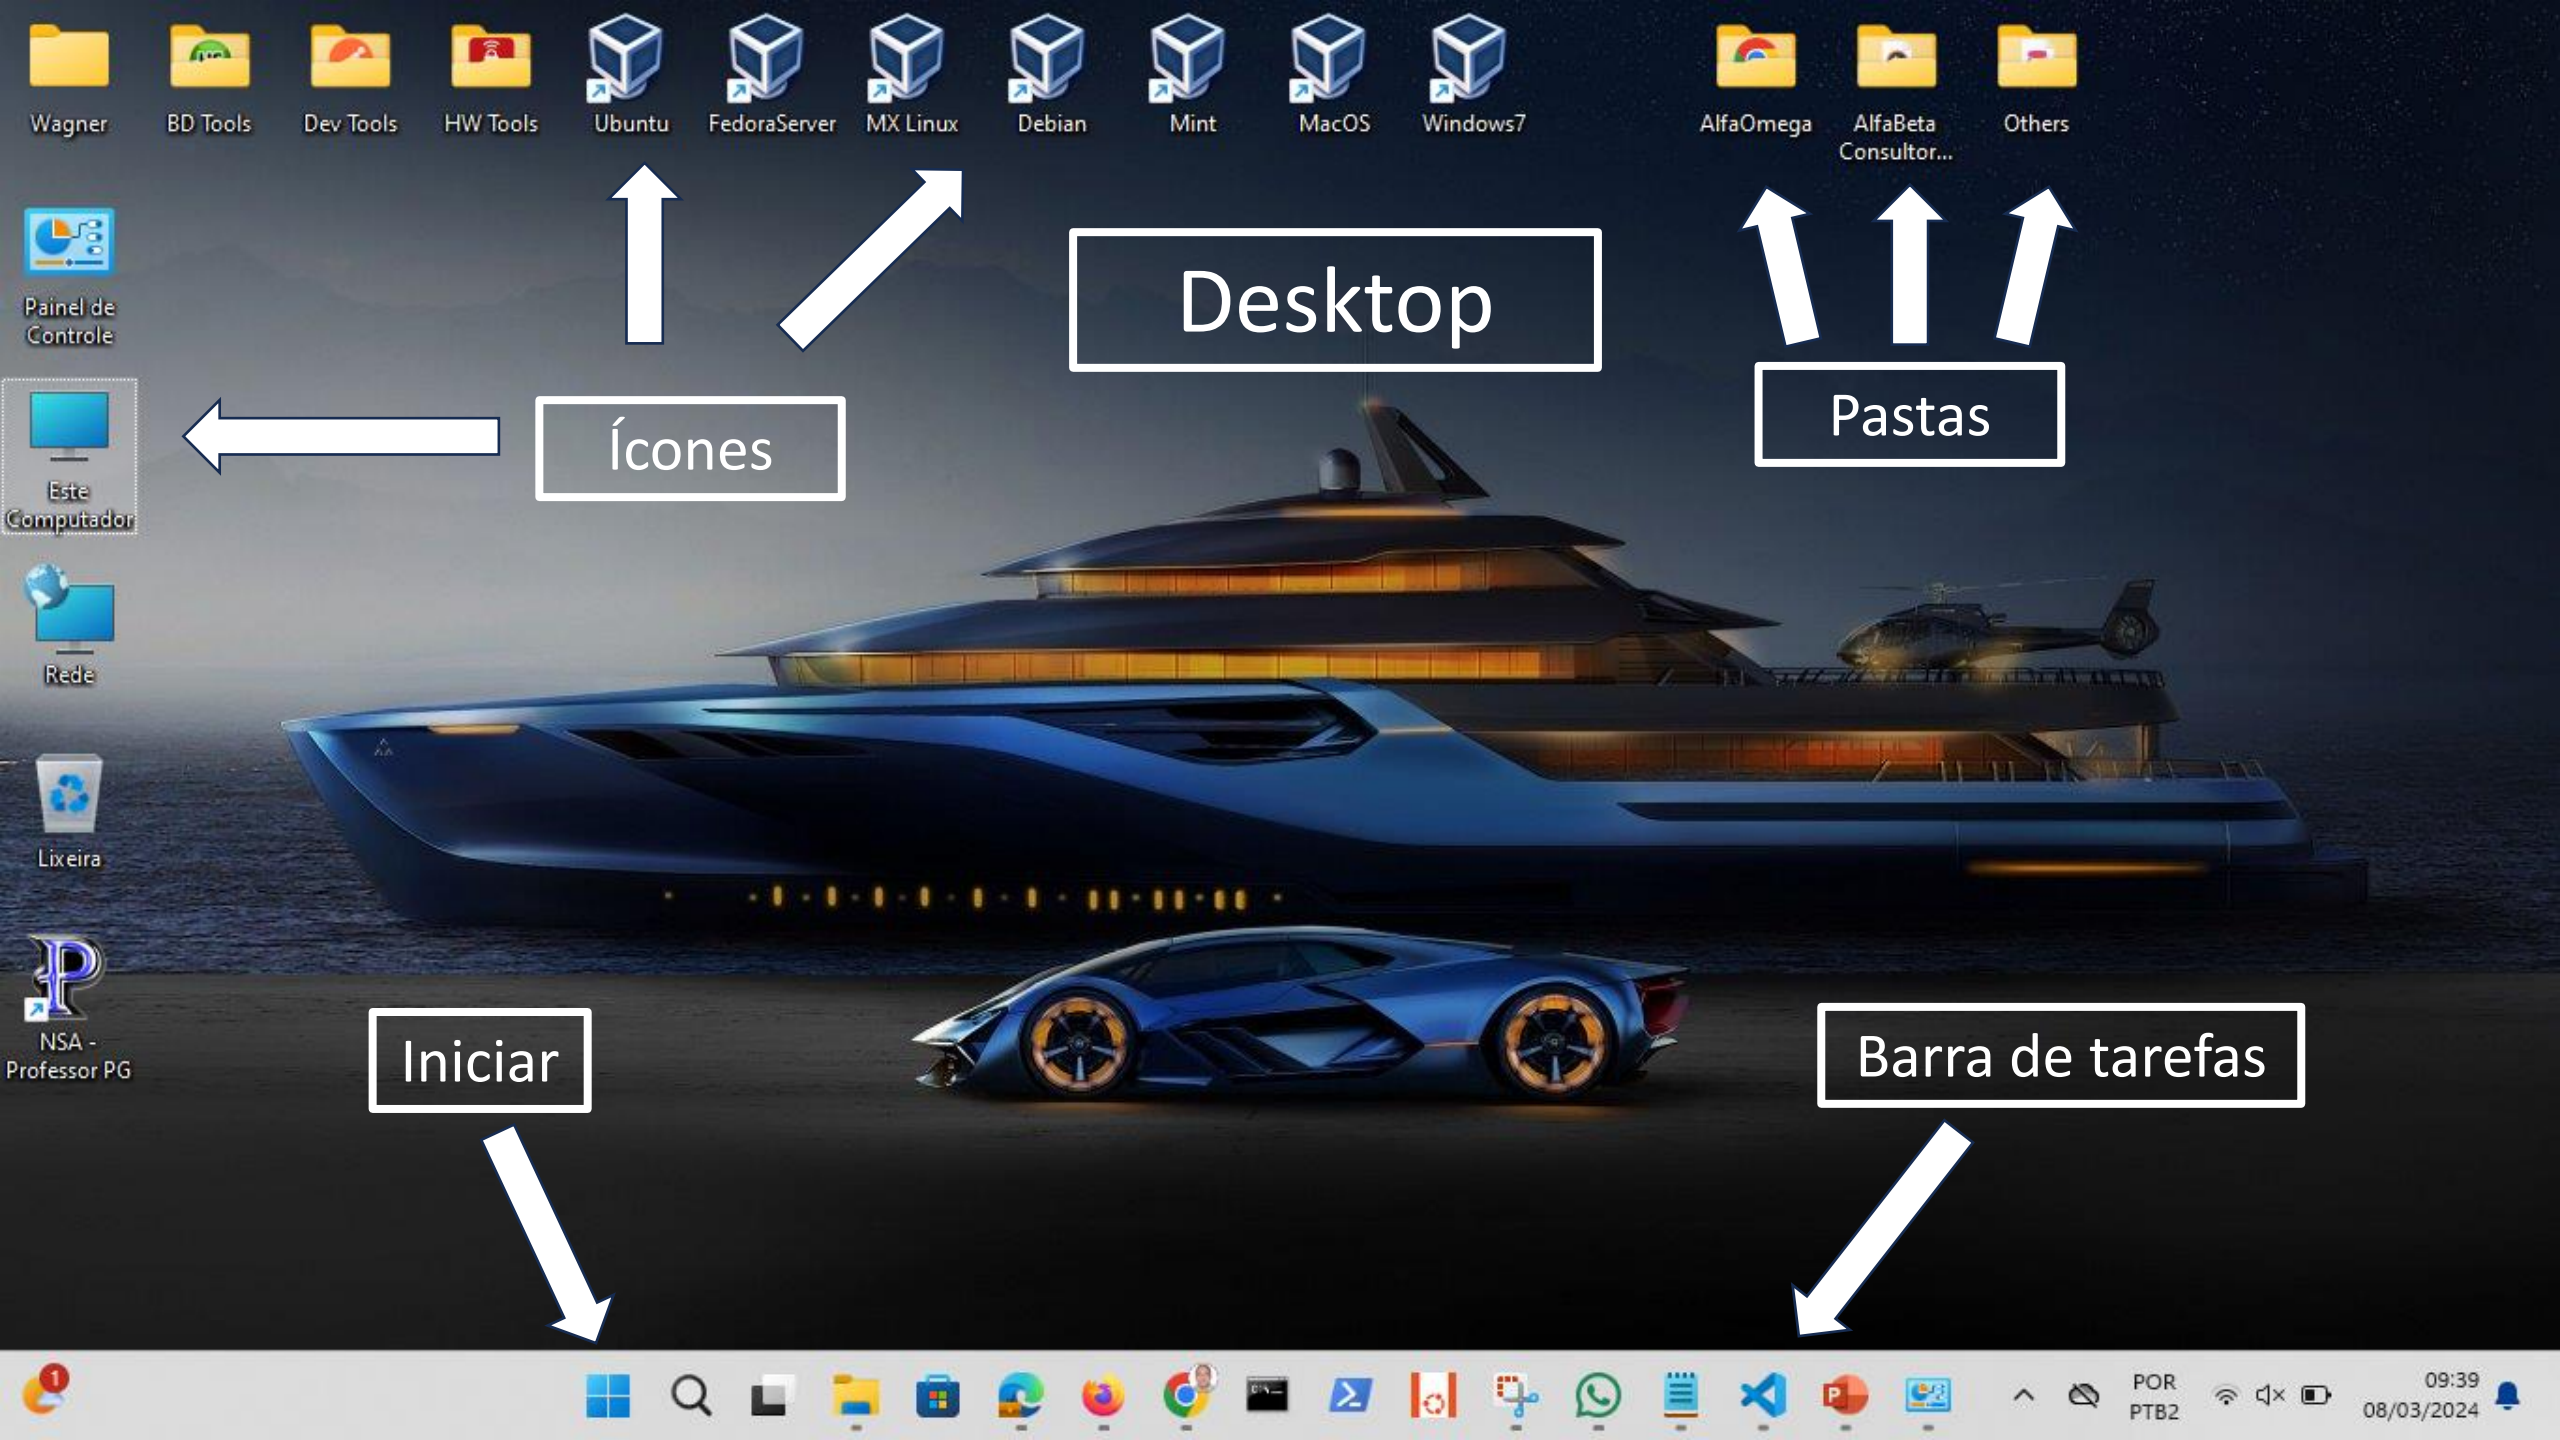 Wagner
BD Tools
Dev Tools
HW Tools
Ubuntu
FedoraServer
MX Linux
Debian
Mint
MacOS
Windows7
AlfaOmega
AlfaBeta
Consultor...
Others
Painel de
Controle
Desktop
Pastas
Ícones
Este
Computador
Rede
Lixeira
NSA -
Professor PG
Iniciar
Barra de tarefas
1
POR
PTB2
09:39
08/03/2024